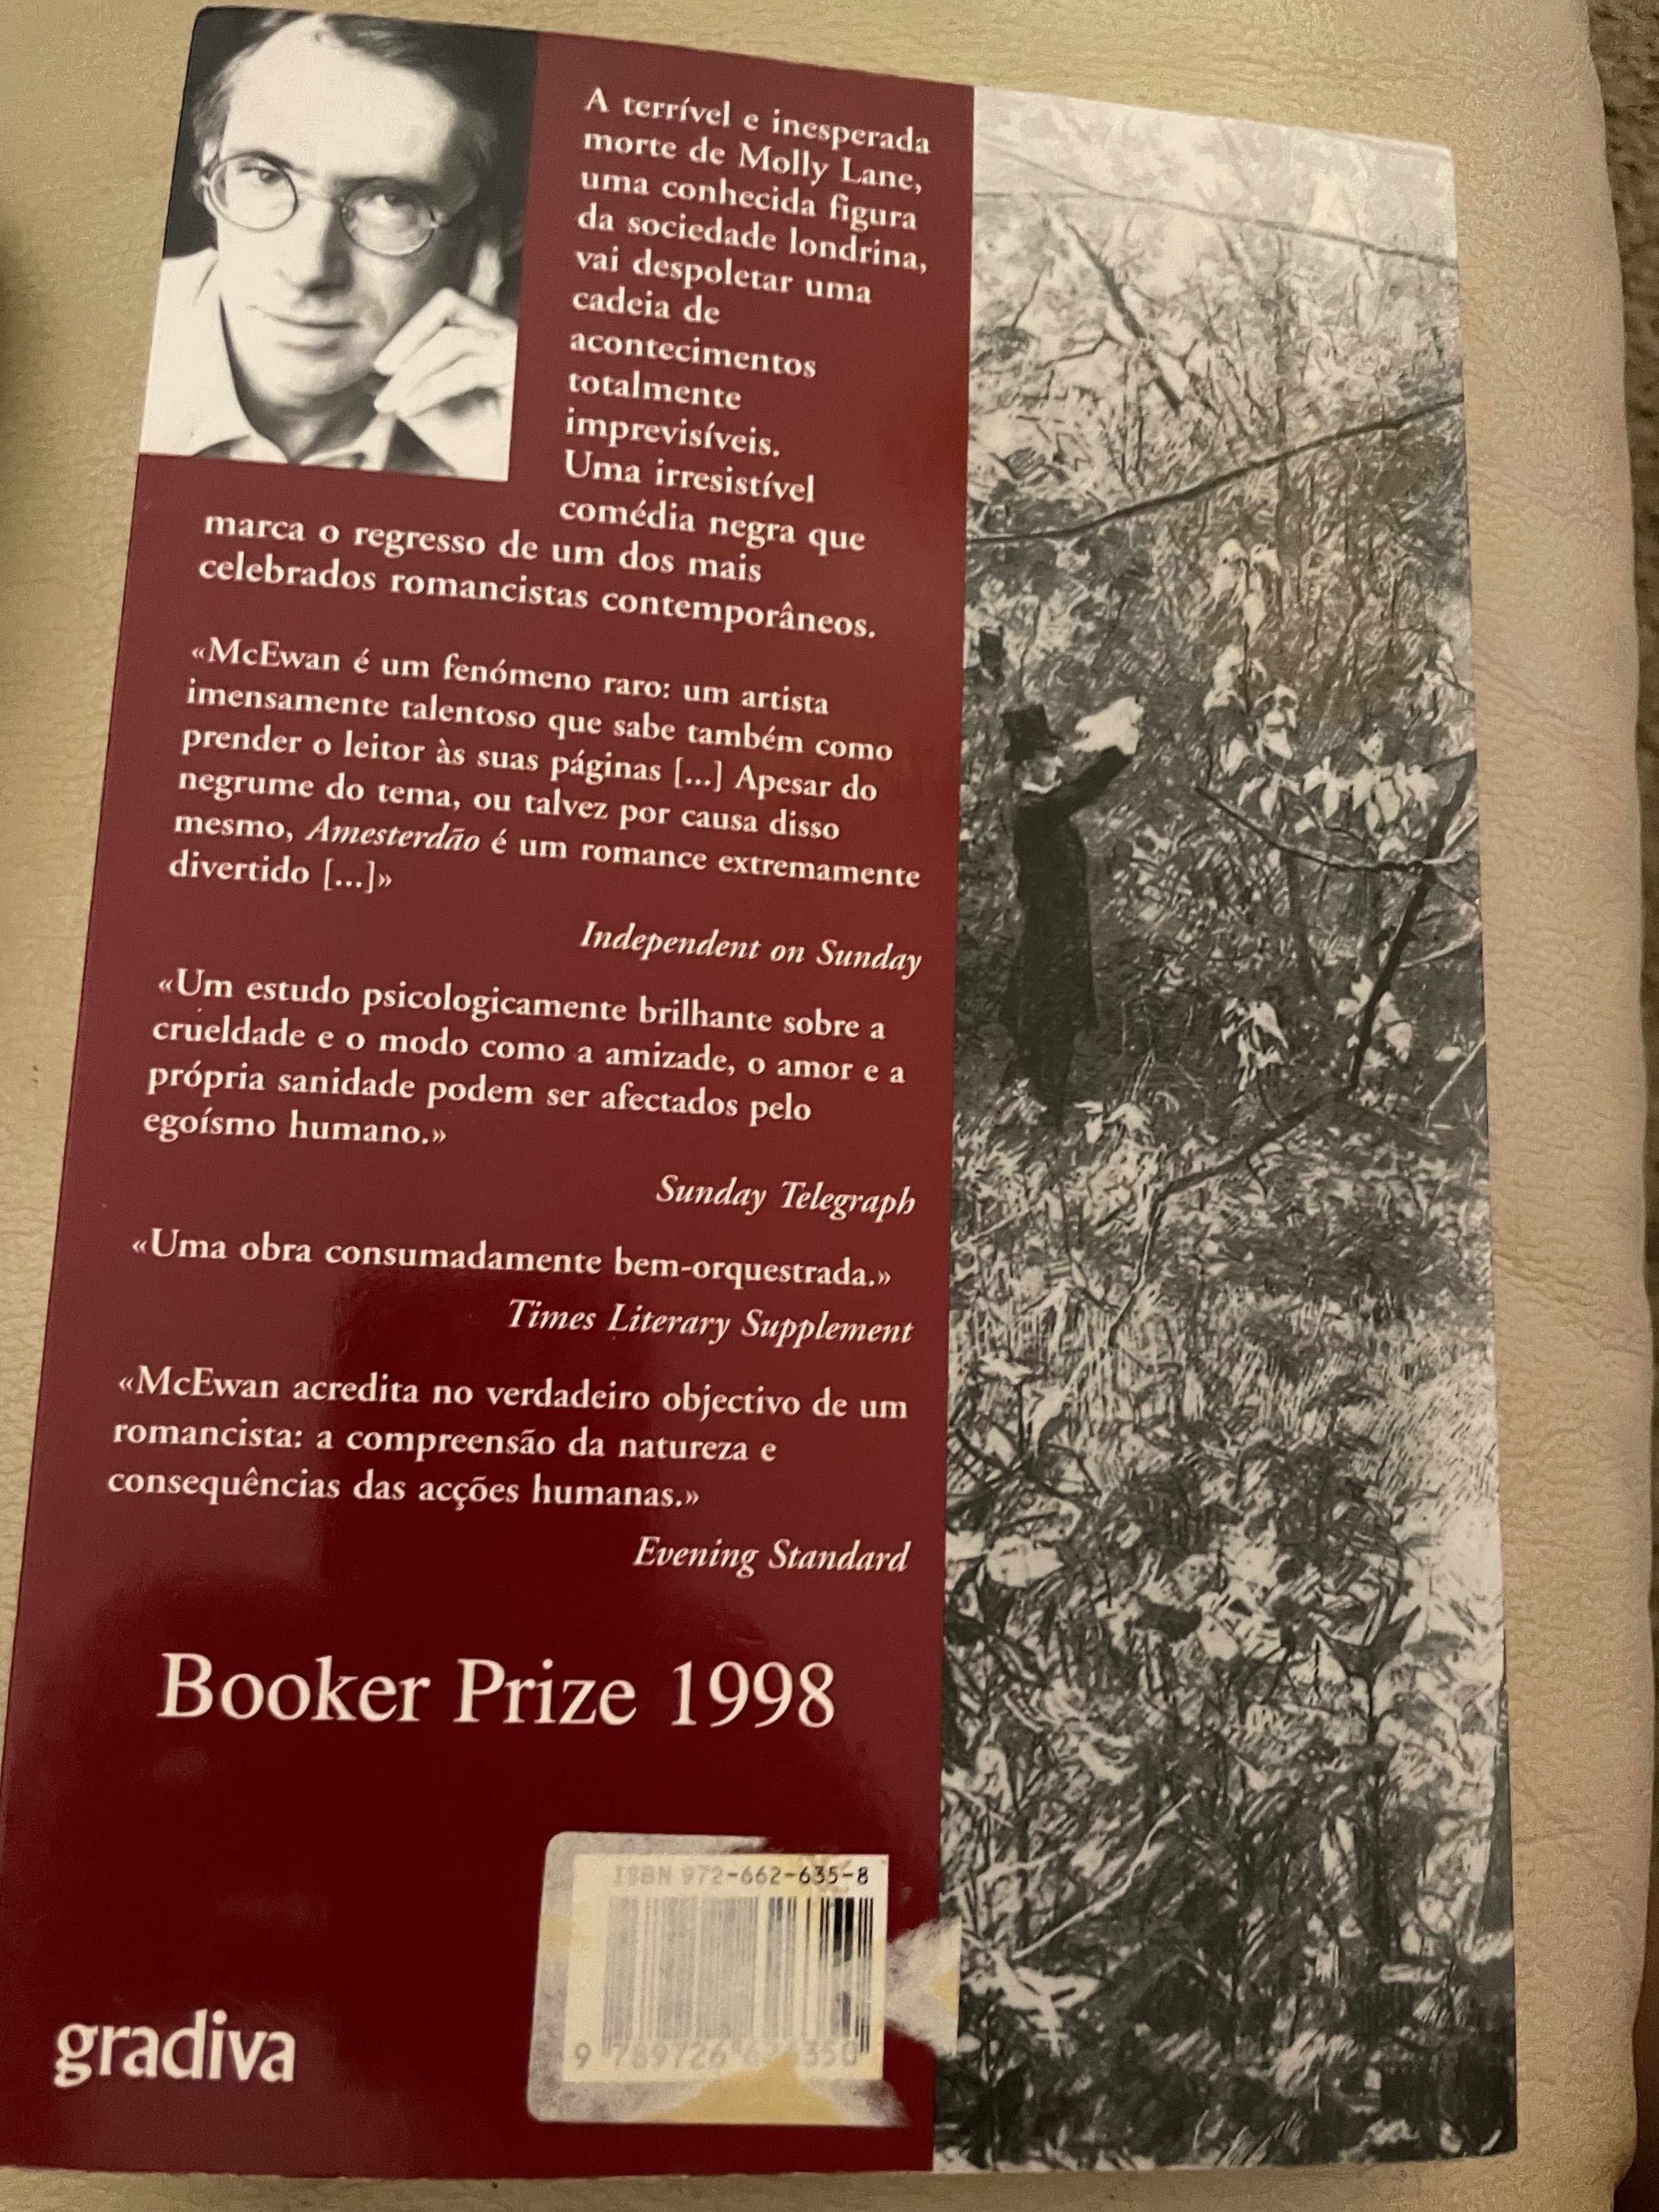 A terrível e inesperada
morte de Molly Lane,
uma conhecida figura
da sociedade londrina,
vai despoletar uma
cadeia de
acontecimentos
totalmente
imprevisíveis.
Uma irresistível
comédia negra que
marca o regresso de um dos mais
celebrados romancistas contemporâneos.
«McEwan é um fenómeno raro: um artista
imensamente talentoso que sabe também como
prender o leitor às suas páginas [...] Apesar do
negrume do tema, ou talvez por causa disso
mesmo, Amesterdão é um romance extremamente
divertido [...]»
Independent on Sunday
«Um estudo psicologicamente brilhante sobre a
crueldade e o modo como a amizade, o amor e a
própria sanidade podem ser afectados pelo
egoísmo humano.»
Sunday Telegraph
«Uma obra consumadamente bem-orquestrada.»
Times Literary Supplement
«McEwan acredita no verdadeiro objectivo de um
romancista: a compreensão da natureza e
consequências das acções humanas.»
Evening Standard
Booker Prize 1998
ISBN 972-662-635-8
gradiva